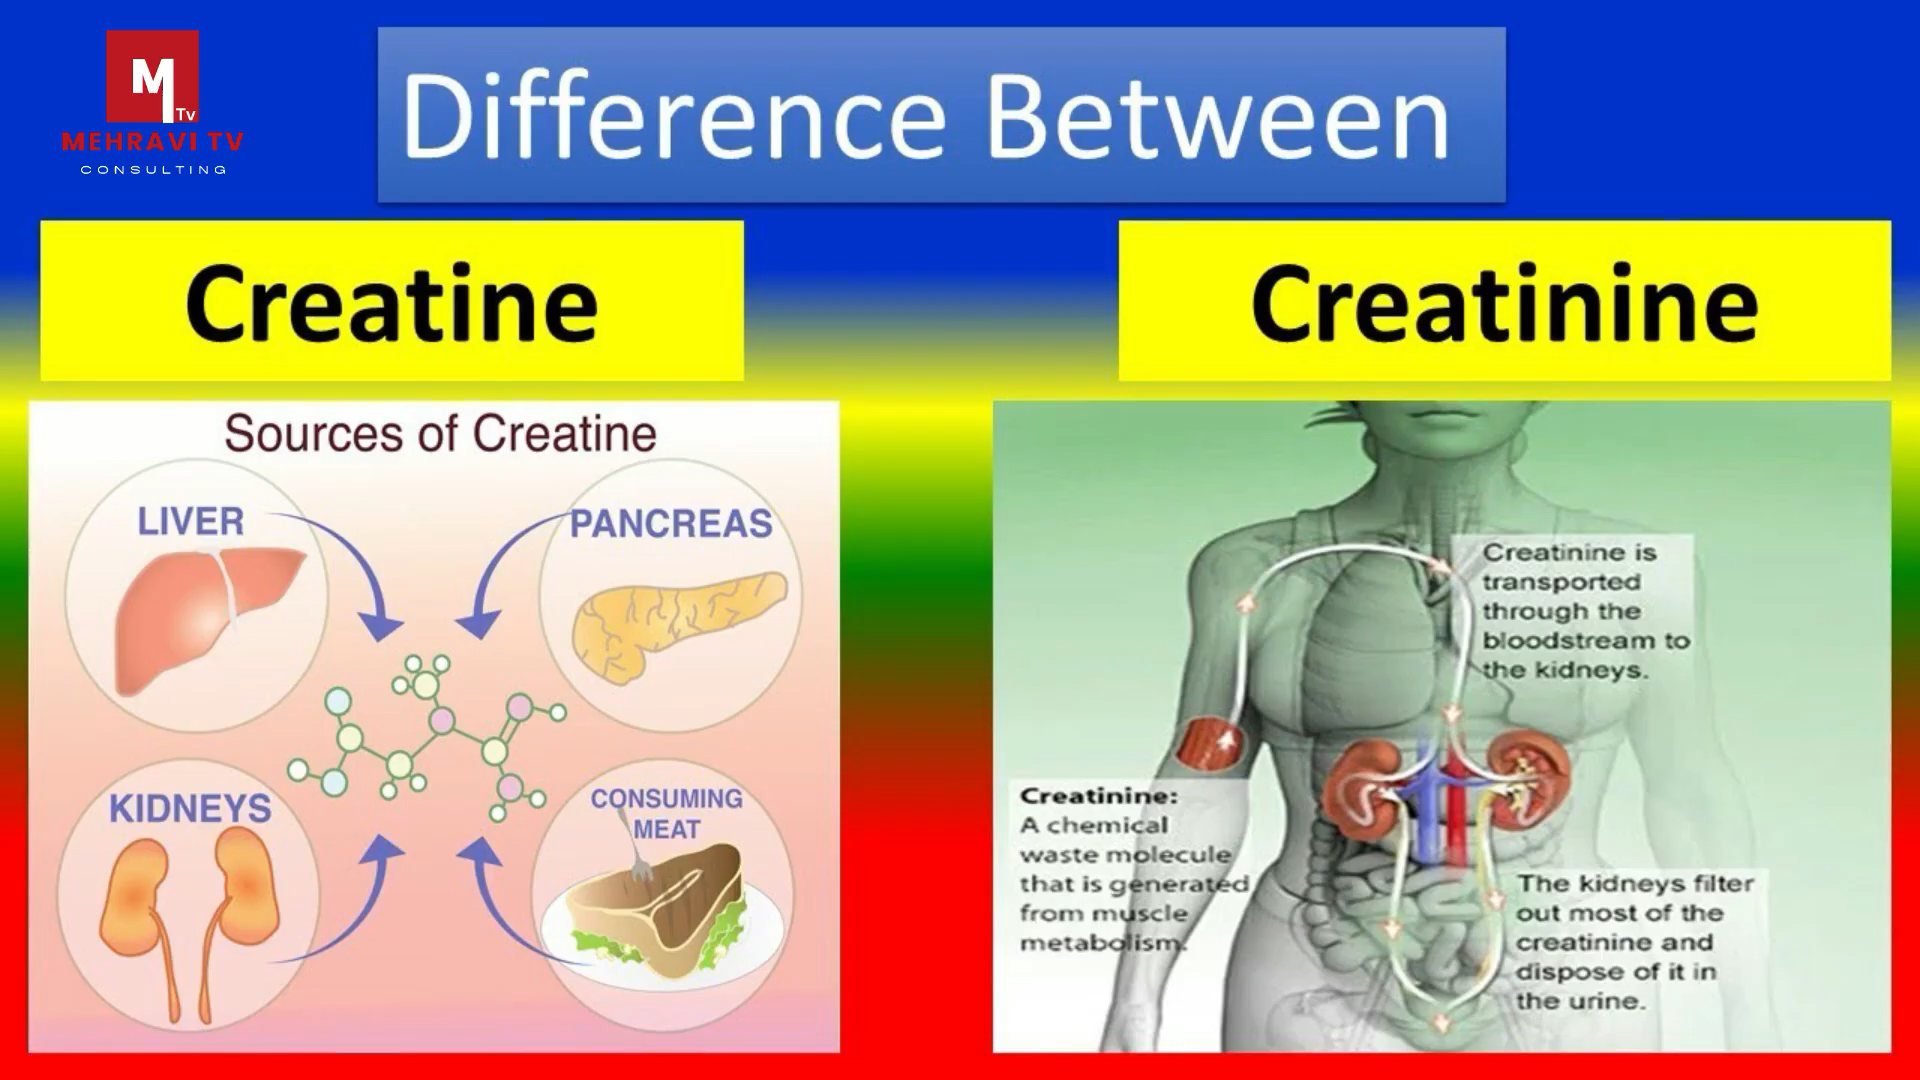 M
Tv
MEHRAVI TV
CONSULTING
Difference Between
Creatine
Creatinine
Sources of Creatine
LIVER
PANCREAS
KIDNEYS
CONSUMING
MEAT
Creatinine is
transported
through the
bloodstream to
the kidneys.
Creatinine:
A chemical
waste molecule
that is generated
from muscle
metabolism.
The kidneys filter
out most of the
creatinine and
dispose of it in
the urine.